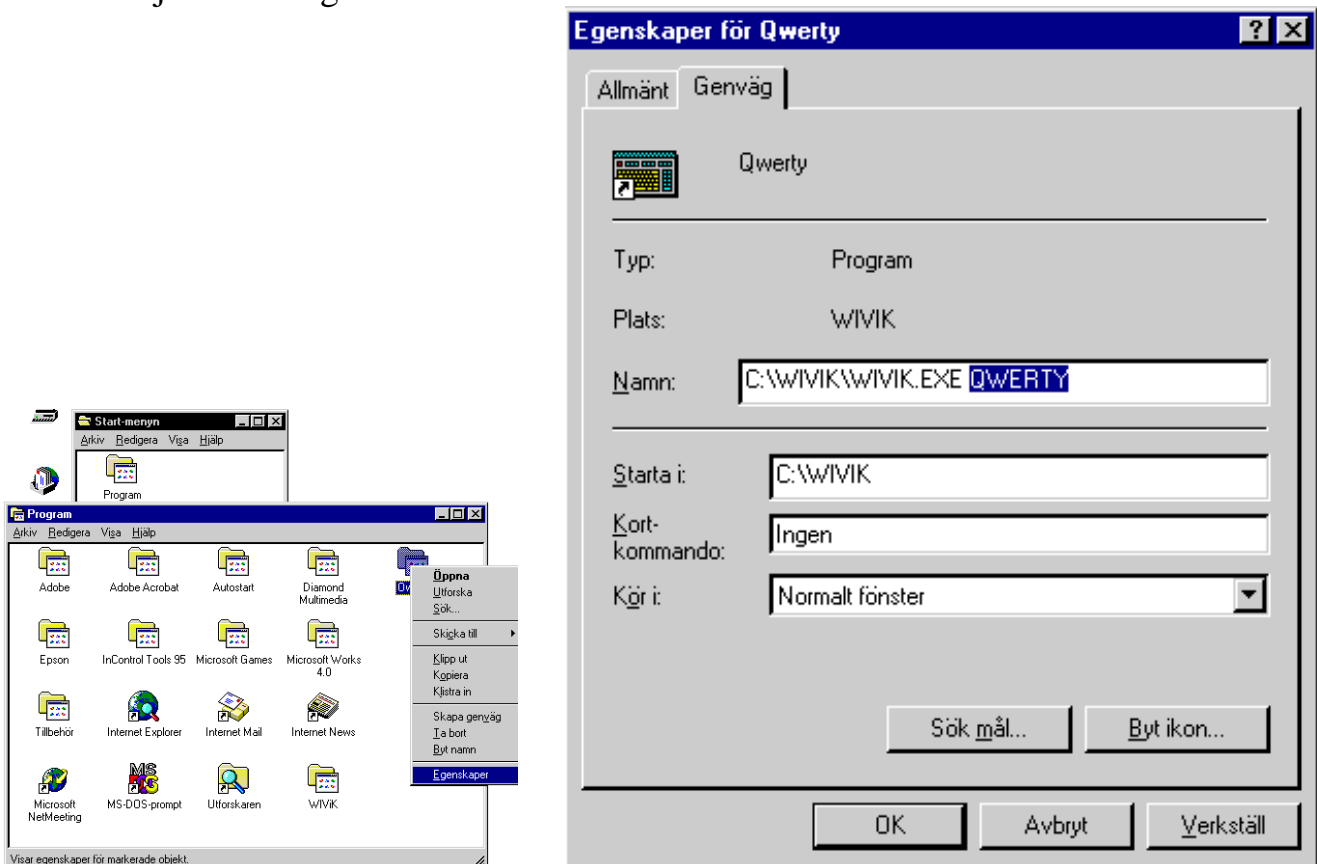 Egenskaper för Qwerty
Allmänt Genväg
Qwerty
Typ: Program
Plats: WIVIK
Namn: C:\WIVIK\WIVIK.EXE QWERTY
Starta i: C:\WIVIK
Kort-
kommando: Ingen
Kör i: Normalt fönster
Sök mål... Byt ikon...
OK Avbryt Verkställ
Start-menyn
Arkiv Redigera Visa Hjälp
Program
Program
Arkiv Redigera Visa Hjälp
Adobe Adobe Acrobat Autostart Diamond
Multimedia
Epson InControl Tools 95 Microsoft Games Microsoft Works
4.0
Tillbehör Internet Explorer Internet Mail Internet News
Microsoft
NetMeeting MS-DOS-prompt Utforskaren WIViK
Öppna
Utforska
Sök...
Skicka till
Klipp ut
Kopiera
Klistra in
Skapa genväg
Ta bort
Byt namn
Egenskaper
Visar egenskaper för markerade objekt.